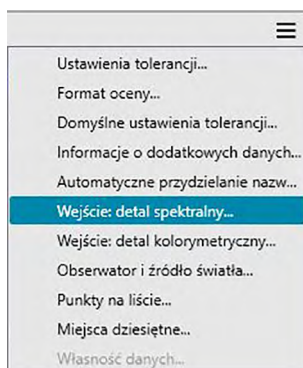 Ustawienia tolerancji...
Format oceny...
Domyślne ustawienia tolerancji...
Informacje o dodatkowych danych...
Automatyczne przydzielanie nazw...
Wejście: detal spektralny...
Wejście: detal kolorymetryczny...
Obserwator i źródło światła...
Punkty na liście...
Miejsca dziesiętne...
Własność danych...